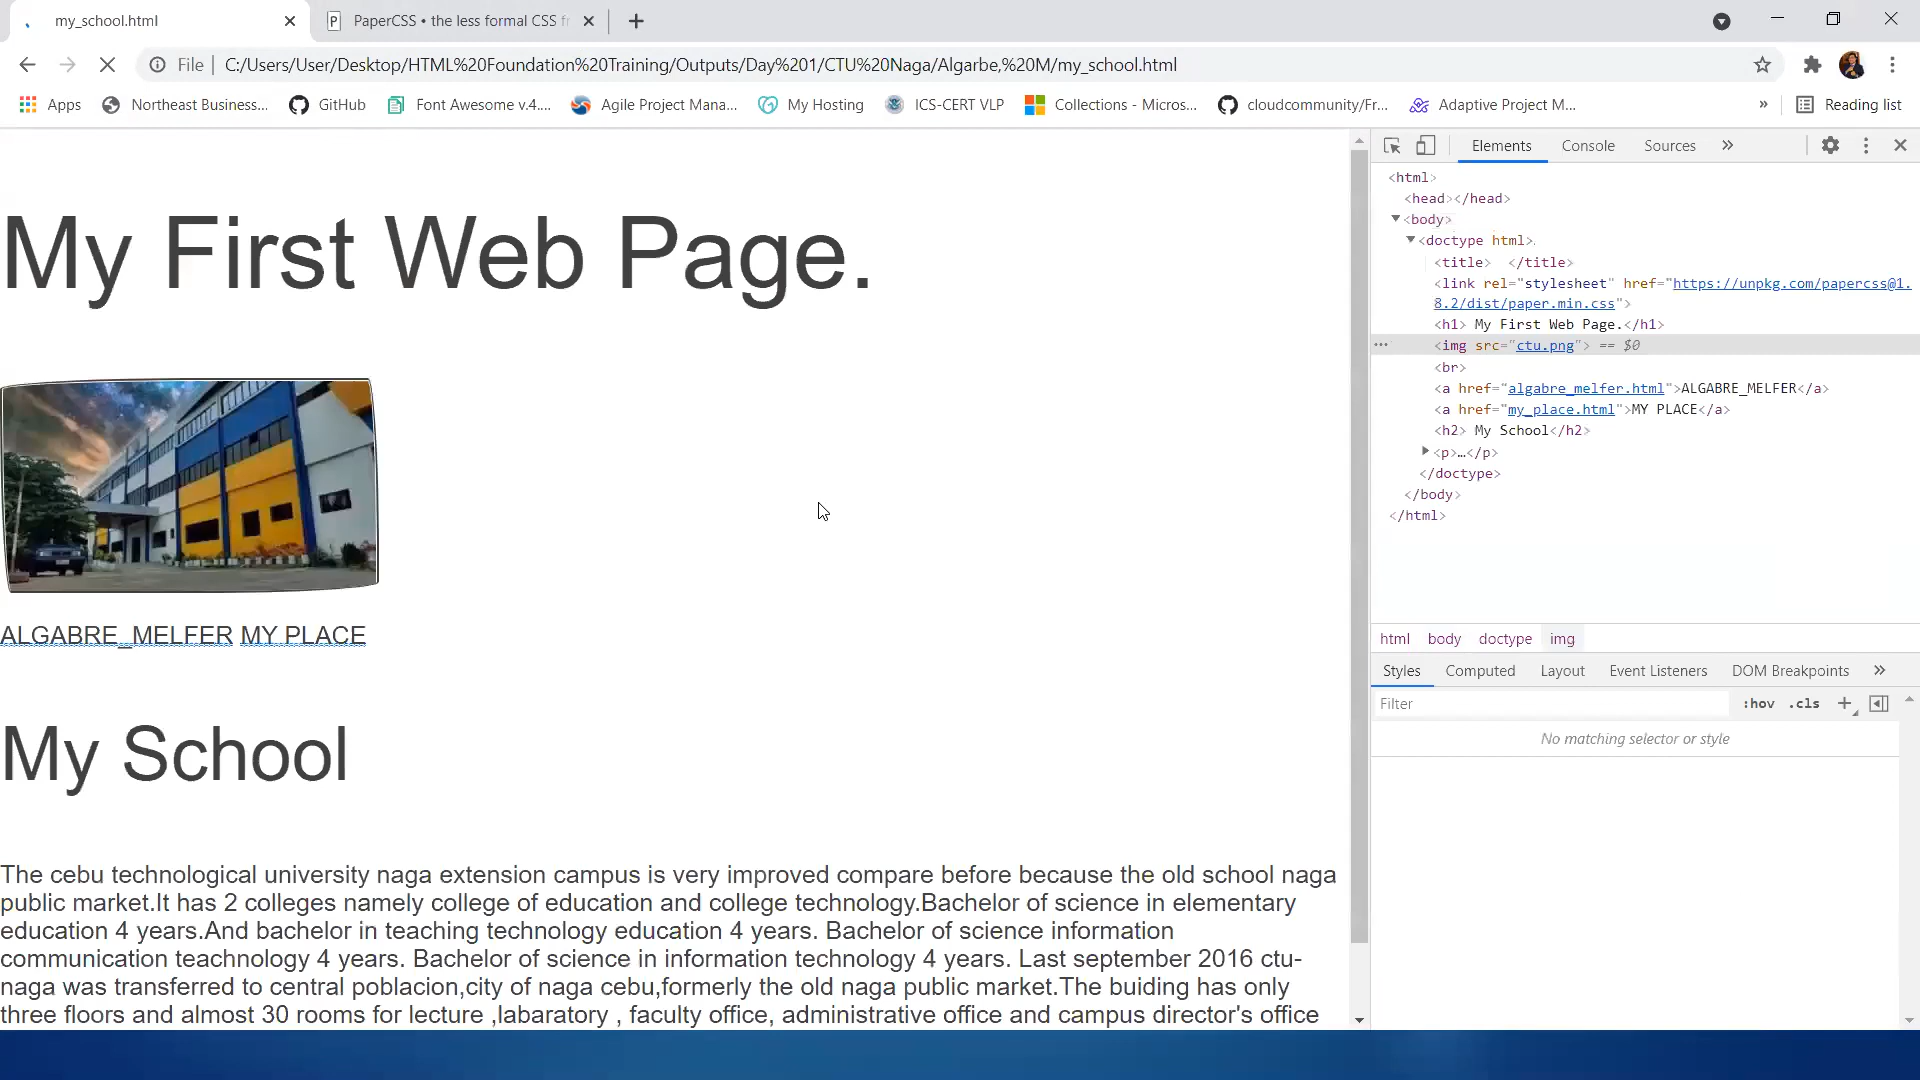 my_school.html
PaperCSS • the less formal CSS f
File C:/Users/User/Desktop/HTML%20Foundation%20Training/Outputs/Day%201/CTU%20Naga/Algarbe,%20M/my_school.html
Apps Northeast Business... GitHub Font Awesome v.4.... Agile Project Mana... My Hosting ICS-CERT VLP Collections - Micros... cloudcommunity/Fr... Adaptive Project M... » Reading list
My First Web Page.
ALGABRE_MELFER MY PLACE
My School
The cebu technological university naga extension campus is very improved compare before because the old school naga
public market.It has 2 colleges namely college of education and college technology.Bachelor of science in elementary
education 4 years.And bachelor in teaching technology education 4 years. Bachelor of science information
communication teachnology 4 years. Bachelor of science in information technology 4 years. Last september 2016 ctu-
naga was transferred to central poblacion,city of naga cebu,formerly the old naga public market.The buiding has only
three floors and almost 30 rooms for lecture ,labaratory , faculty office, administrative office and campus director's office
Elements Console Sources »
<html>
<head></head>
<body>
<doctype html>
<title> </title>
<link rel="stylesheet" href="https://unpkg.com/papercss@1.
8.2/dist/paper.min.css">
<h1> My First Web Page.</h1>
<img src="ctu.png"> == $0
<br>
<a href="algabre_melfer.html">ALGABRE_MELFER</a>
<a href="my_place.html">MY PLACE</a>
<h2> My School</h2>
<p>…</p>
</doctype>
</body>
</html>
html body doctype img
Styles Computed Layout Event Listeners DOM Breakpoints »
Filter :hov .cls +
No matching selector or style